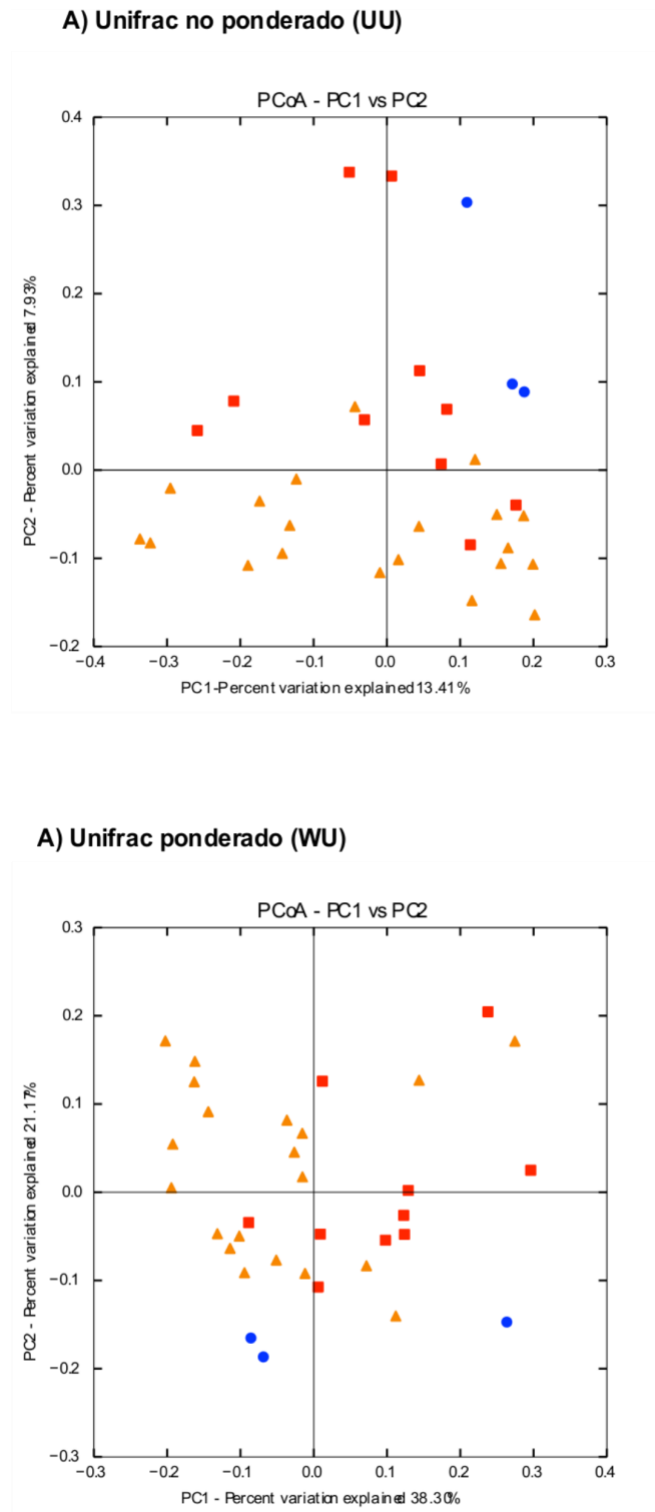 A) Unifrac no ponderado (UU)
PCoA - PC1 vs PC2
0.4
0.3
0.2
0.1
0.0
−0.1
−0.2
PC2 - Percent variation explained 7.93%
−0.4 −0.3 −0.2 −0.1 0.0 0.1 0.2 0.3
PC1-Percent variation explained 13.41%
A) Unifrac ponderado (WU)
PCoA - PC1 vs PC2
0.3
0.2
0.1
0.0
−0.1
−0.2
−0.3
PC2 - Percent variation explained 21.17%
−0.3 −0.2 −0.1 0.0 0.1 0.2 0.3 0.4
PC1 - Percent variation explained 38.30%